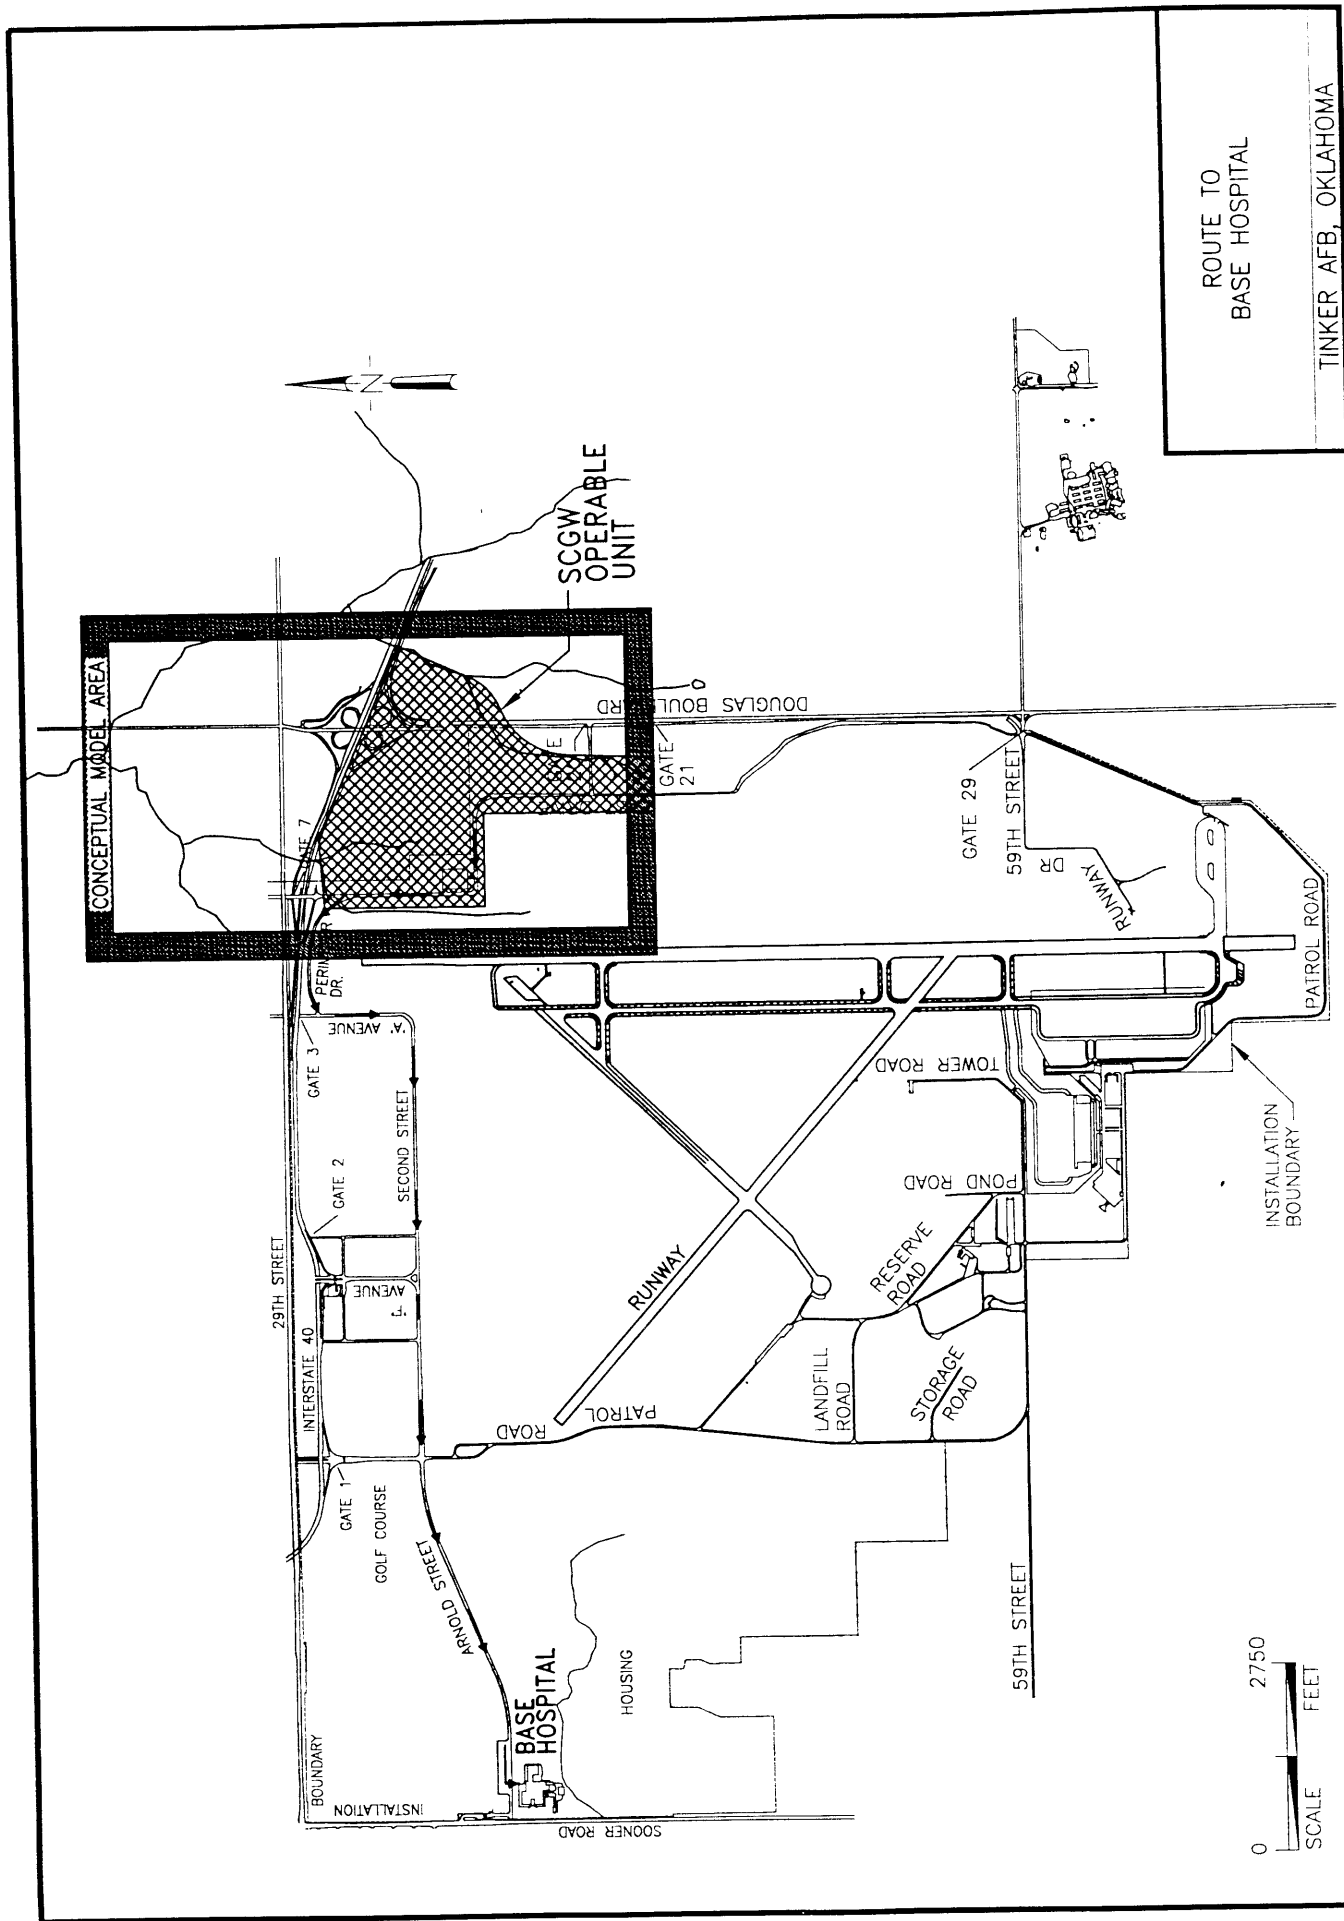 CONCEPTUAL MODEL AREA
SCGW
OPERABLE
UNIT
N
29TH STREET
INTERSTATE 40
GATE 7
PERIMETER
DR.
GATE 3
'A' AVENUE
GATE 2
SECOND STREET
AVENUE
GATE 1
GOLF COURSE
ARNOLD STREET
BASE
HOSPITAL
BOUNDARY
INSTALLATION
SOONER ROAD
HOUSING
DOUGLAS BOULEVARD
GATE
21
GATE 29
59TH STREET
RUNWAY
DR
RUNWAY
TOWER ROAD
POND ROAD
RESERVE
ROAD
LANDFILL
ROAD
STORAGE
ROAD
PATROL
ROAD
PATROL ROAD
INSTALLATION
BOUNDARY
59TH STREET
0
2750
SCALE
FEET
ROUTE TO
BASE HOSPITAL
TINKER AFB, OKLAHOMA